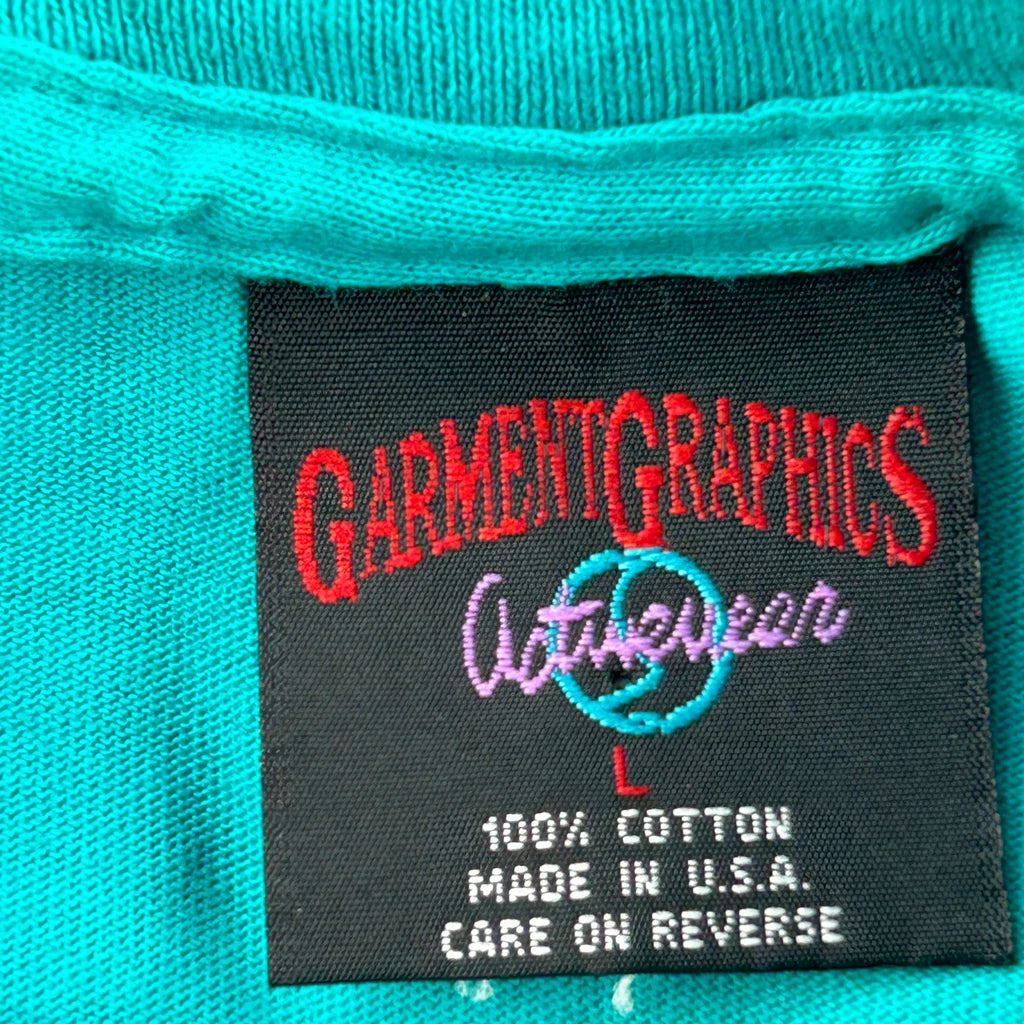 GARMENTGRAPHICS
Activewear
L
100% COTTON
MADE IN U.S.A.
CARE ON REVERSE